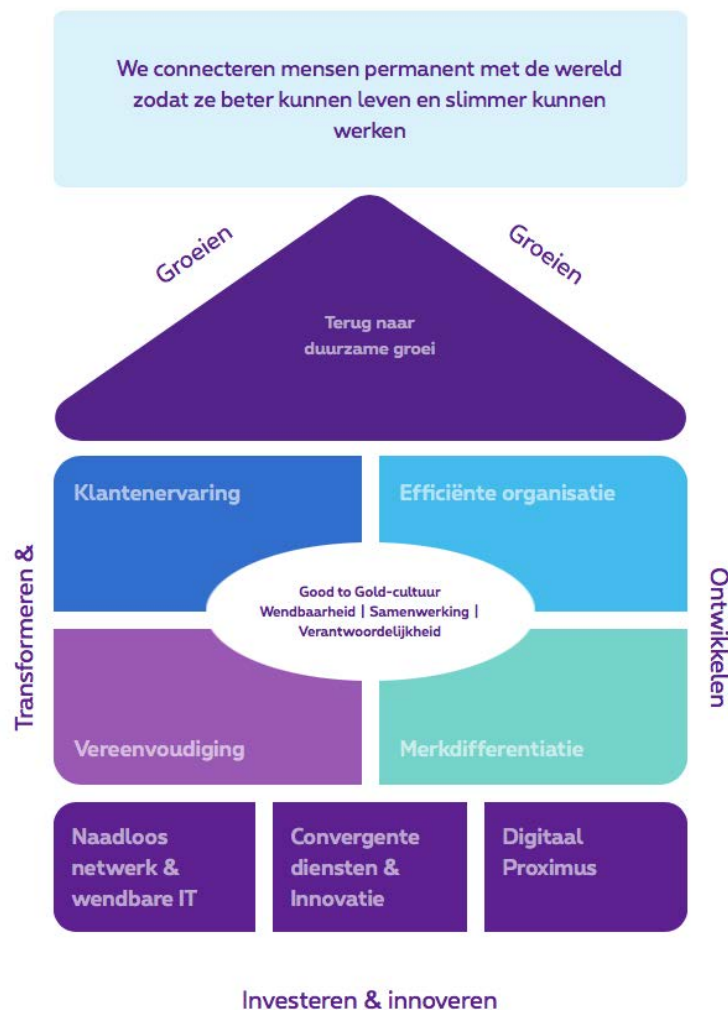 We connecteren mensen permanent met de wereld
zodat ze beter kunnen leven en slimmer kunnen
werken
Groeien
Groeien
Terug naar
duurzame groei
Transformeren &
Klantenervaring
Efficiënte organisatie
Good to Gold-cultuur
Wendbaarheid | Samenwerking |
Verantwoordelijkheid
Vereenvoudiging
Merkdifferentiatie
Ontwikkelen
Naadloos
netwerk &
wendbare IT
Convergente
diensten &
Innovatie
Digitaal
Proximus
Investeren & innoveren